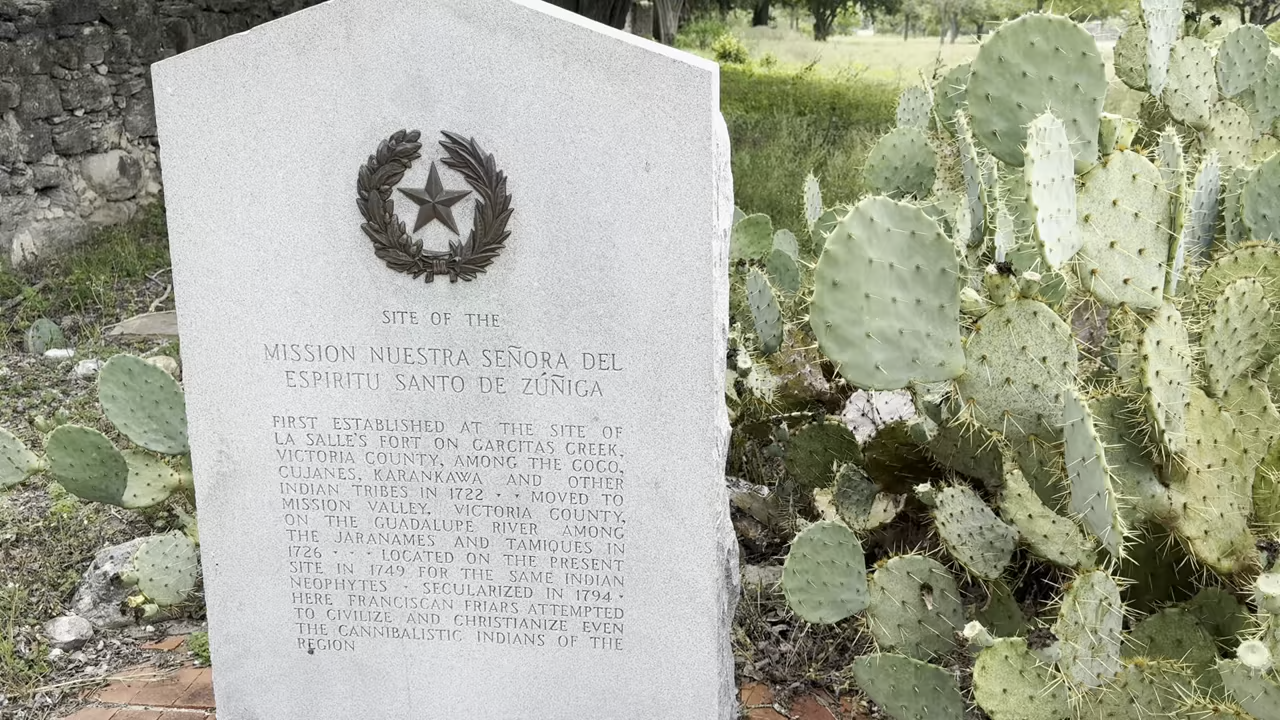 SITE OF THE
MISSION NUESTRA SEÑORA DEL
ESPIRITU SANTO DE ZÚÑIGA
FIRST ESTABLISHED AT THE SITE OF
LA SALLE'S FORT ON GARCITAS CREEK,
VICTORIA COUNTY, AMONG THE COCO,
CUJANES, KARANKAWA AND OTHER
INDIAN TRIBES IN 1722 · · MOVED TO
MISSION VALLEY, VICTORIA COUNTY,
ON THE GUADALUPE RIVER AMONG
THE JARANAMES AND TAMIQUES IN
1726 · · · LOCATED ON THE PRESENT
SITE IN 1749 FOR THE SAME INDIAN
NEOPHYTES · SECULARIZED IN 1794 ·
HERE FRANCISCAN FRIARS ATTEMPTED
TO CIVILIZE AND CHRISTIANIZE EVEN
THE CANNIBALISTIC INDIANS OF THE
REGION